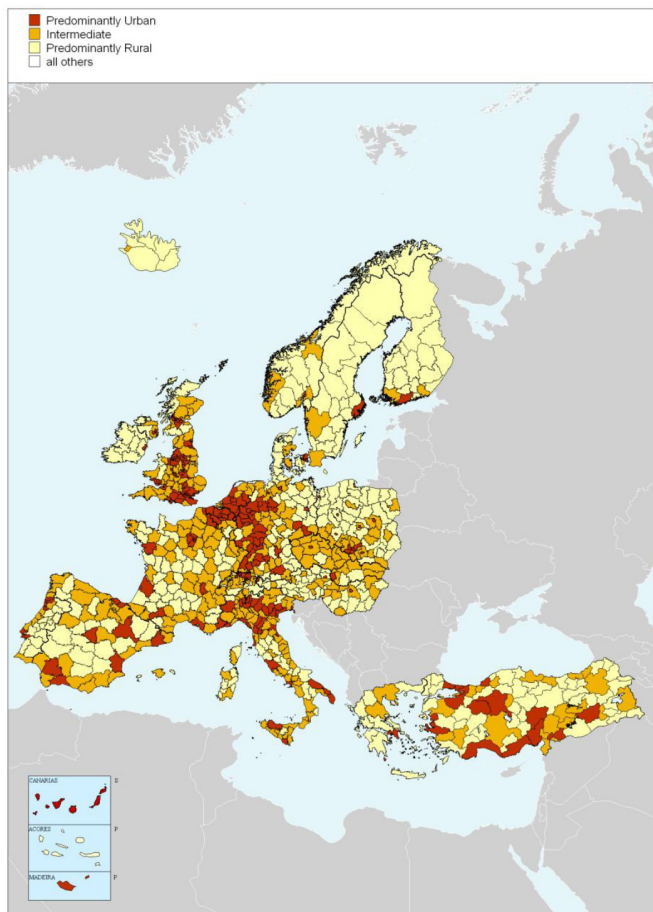 Predominantly Urban
Intermediate
Predominantly Rural
all others
CANARIAS S
ACORES P
MADEIRA P